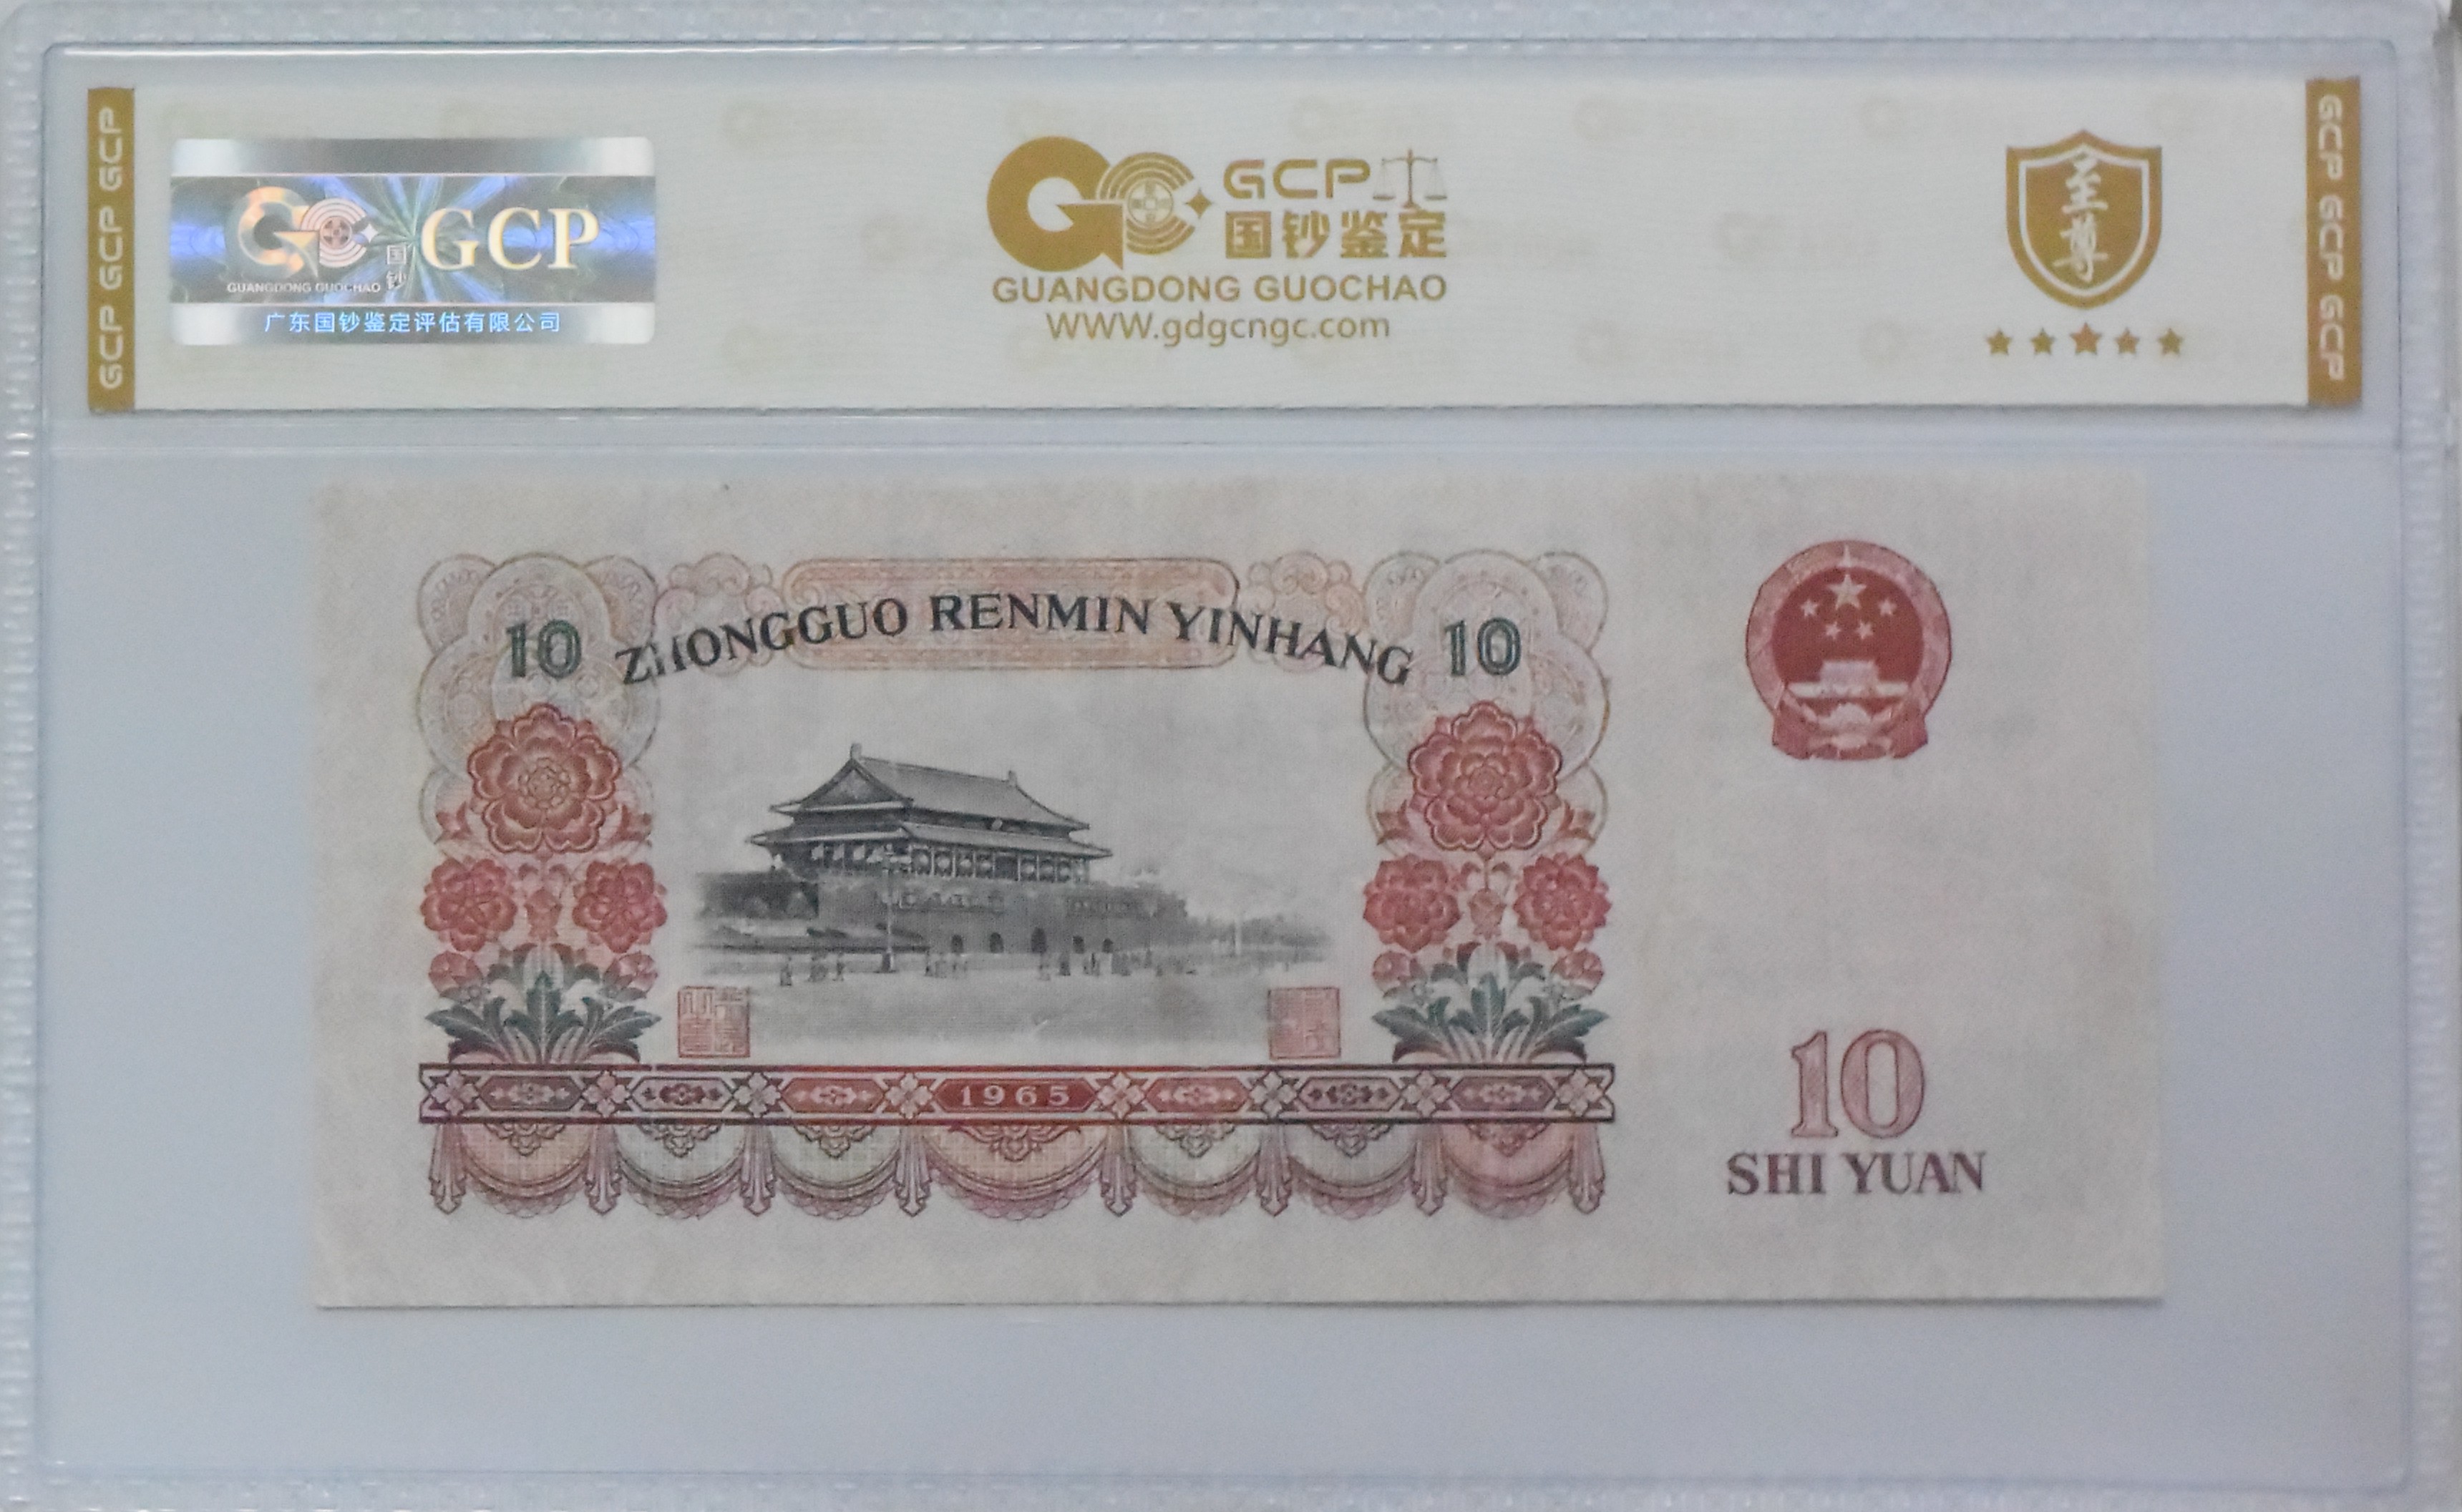 GCP GCP GCP
GCP
国
钞
GUANGDONG GUOCHAO
广东国钞鉴定评估有限公司
GCP
国钞鉴定
GUANGDONG GUOCHAO
WWW.gdgcngc.com
至
尊
GCP GCP GCP
10 ZHONGGUO RENMIN YINHANG 10
1965
10
SHI YUAN